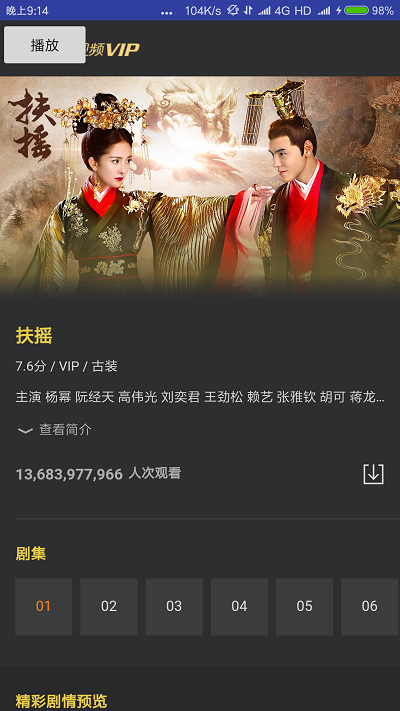 晚上9:14 ... 104K/s 4G HD 98%
播放
视频VIP
扶摇
扶摇
7.6分 / VIP / 古装
主演 杨幂 阮经天 高伟光 刘奕君 王劲松 赖艺 张雅钦 胡可 蒋龙...
查看简介
13,683,977,966 人次观看
剧集
01 02 03 04 05 06
精彩剧情预览